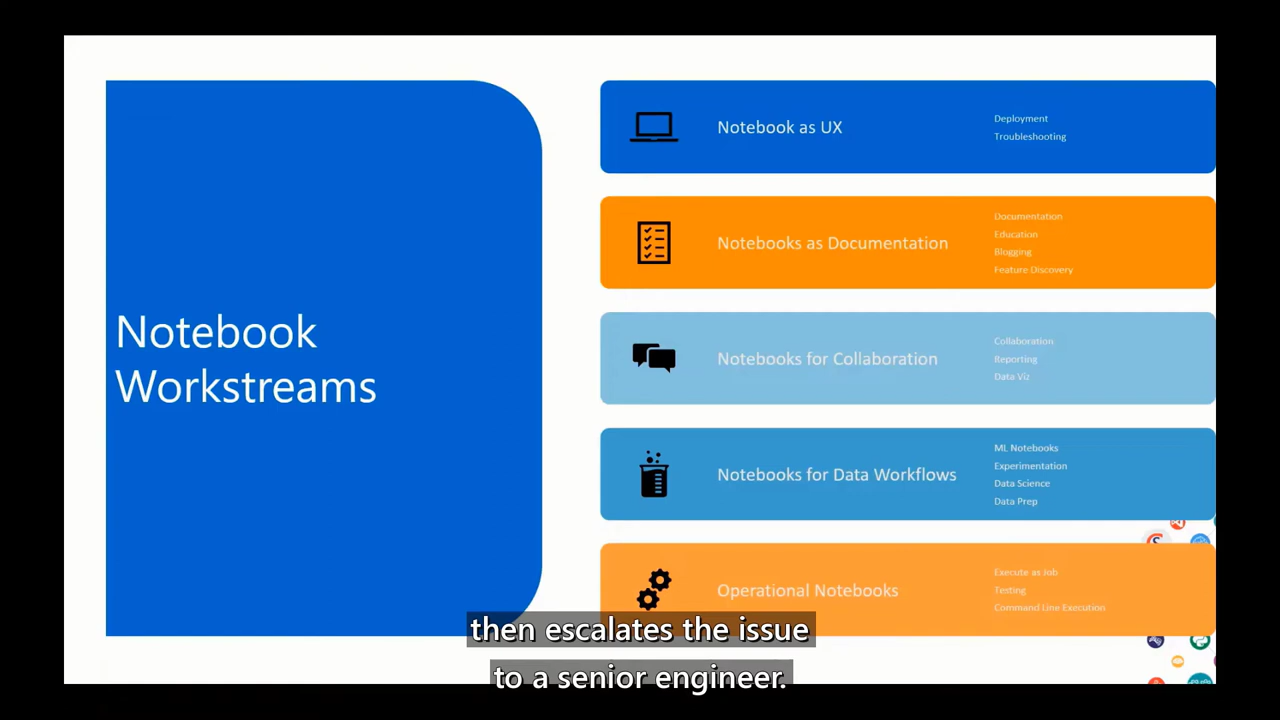 Notebook
Workstreams
Notebook as UX
Deployment
Troubleshooting
Notebooks as Documentation
Documentation
Education
Blogging
Feature Discovery
Notebooks for Collaboration
Collaboration
Reporting
Data Viz
Notebooks for Data Workflows
ML Notebooks
Experimentation
Data Science
Data Prep
Operational Notebooks
Execute as Job
Testing
Command Line Execution
then escalates the issue
to a senior engineer.